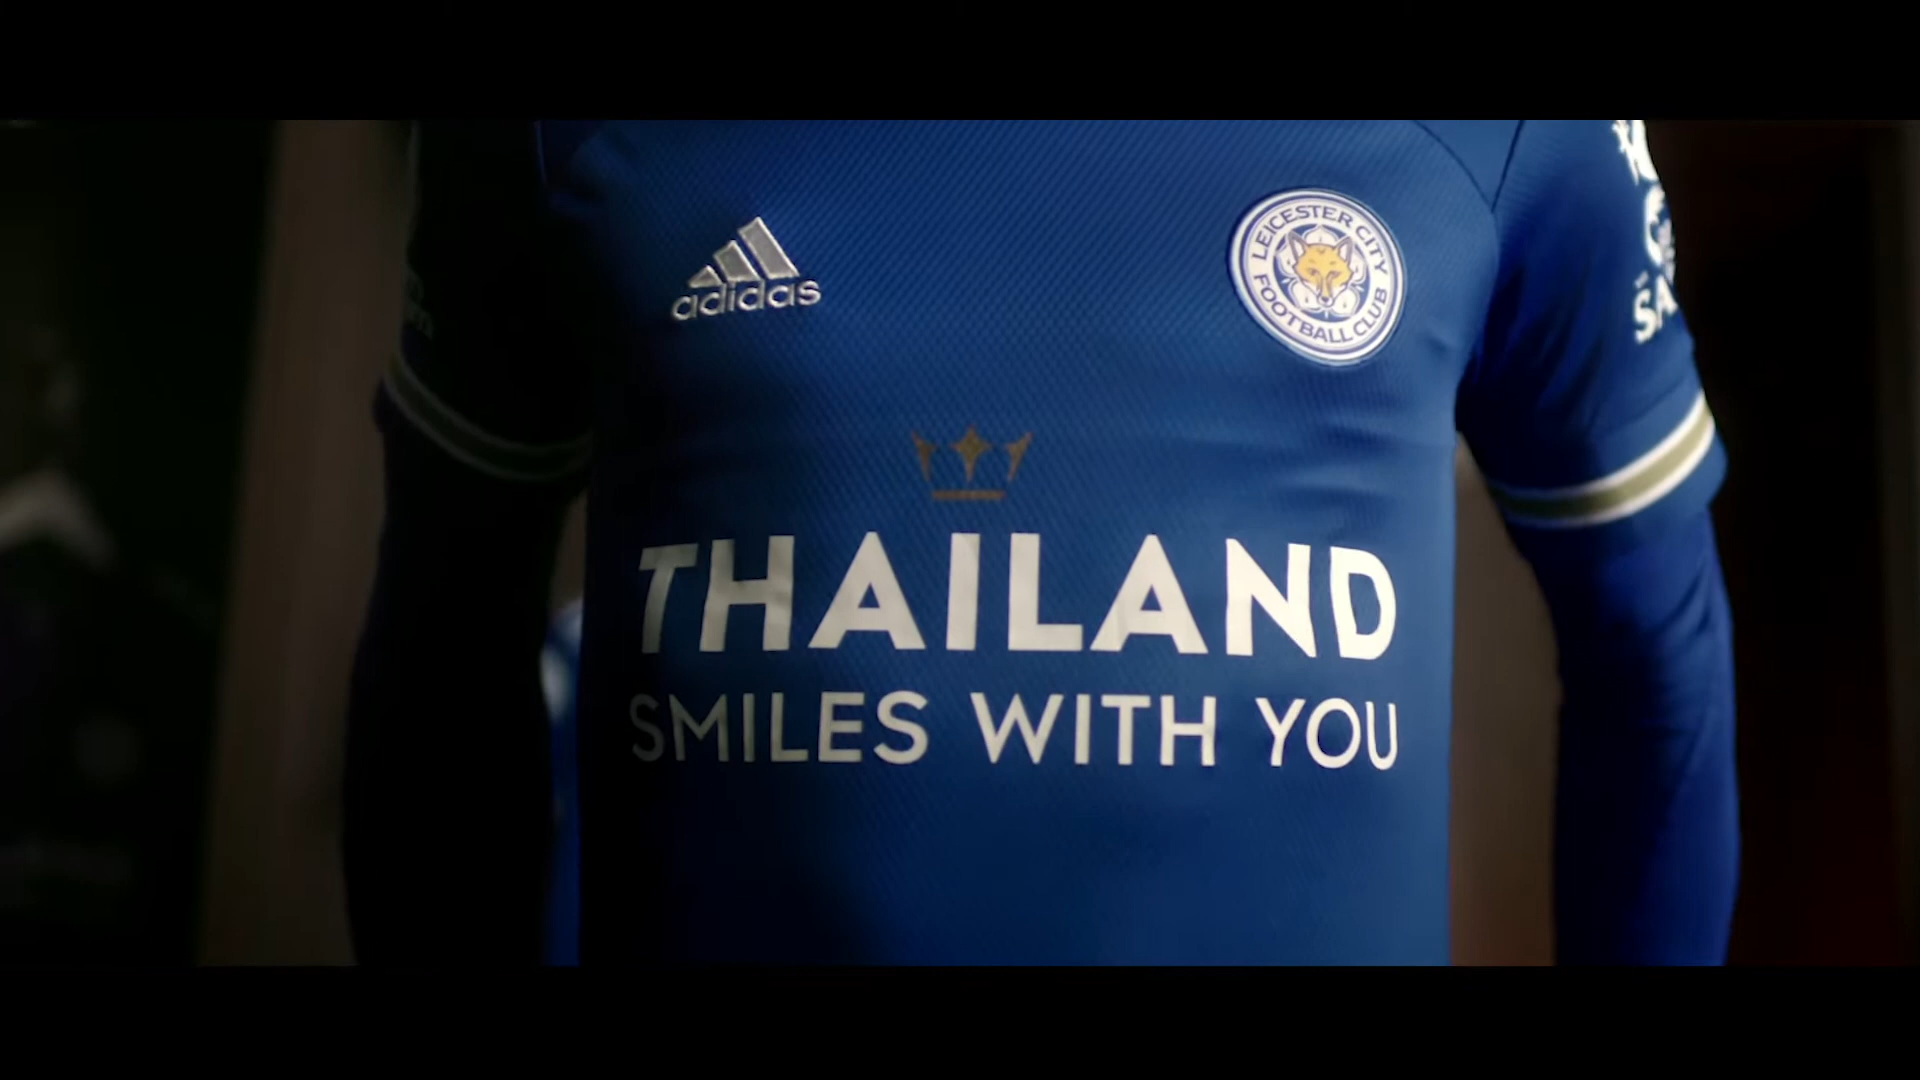 adidas
LEICESTER CITY
FOOTBALL CLUB
THAILAND
SMILES WITH YOU